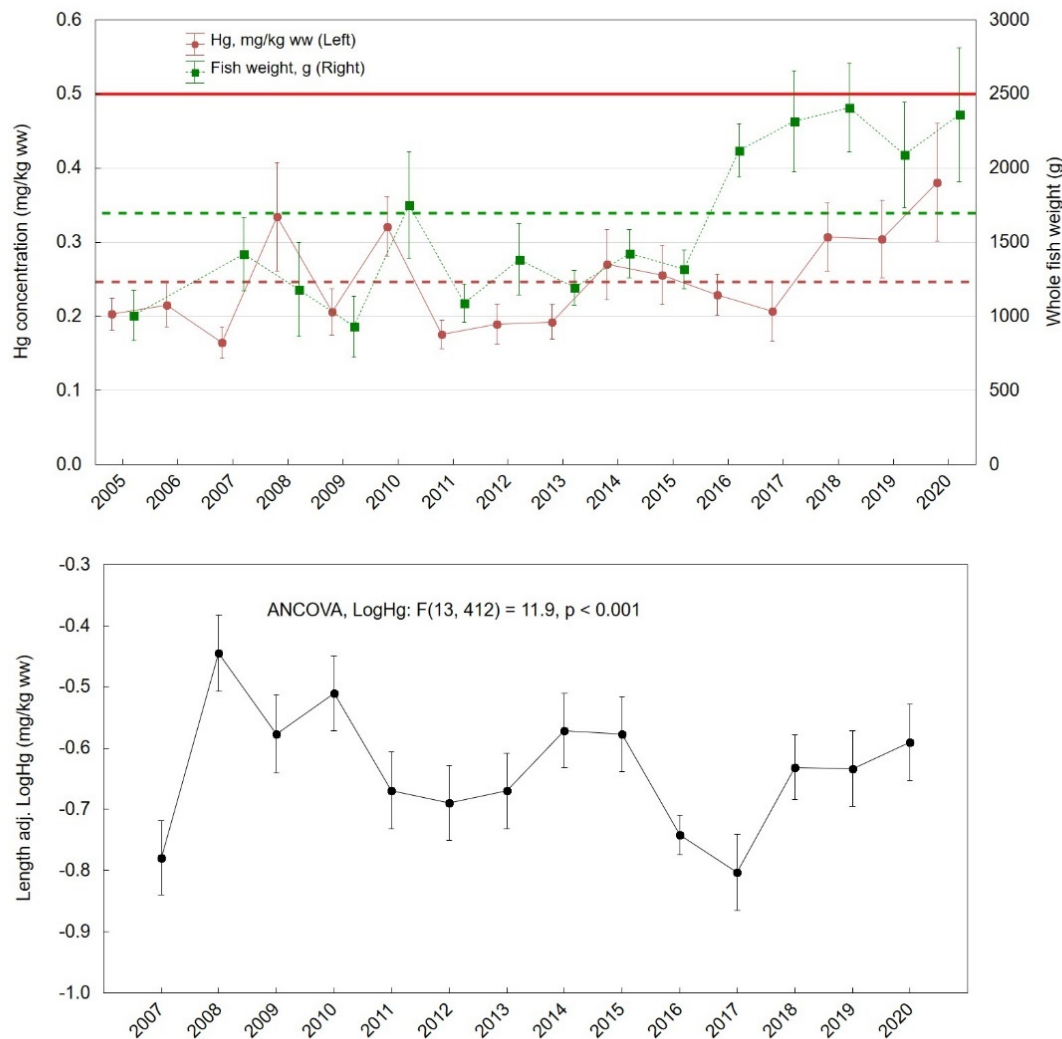 0.6
0.5
0.4
0.3
0.2
0.1
0.0
Hg concentration (mg/kg ww)
Hg, mg/kg ww (Left)
Fish weight, g (Right)
3000
2500
2000
1500
1000
500
0
Whole fish weight (g)
2005 2006 2007 2008 2009 2010 2011 2012 2013 2014 2015 2016 2017 2018 2019 2020
-0.3
-0.4
-0.5
-0.6
-0.7
-0.8
-0.9
-1.0
Length adj. LogHg (mg/kg ww)
ANCOVA, LogHg: F(13, 412) = 11.9, p < 0.001
2007 2008 2009 2010 2011 2012 2013 2014 2015 2016 2017 2018 2019 2020